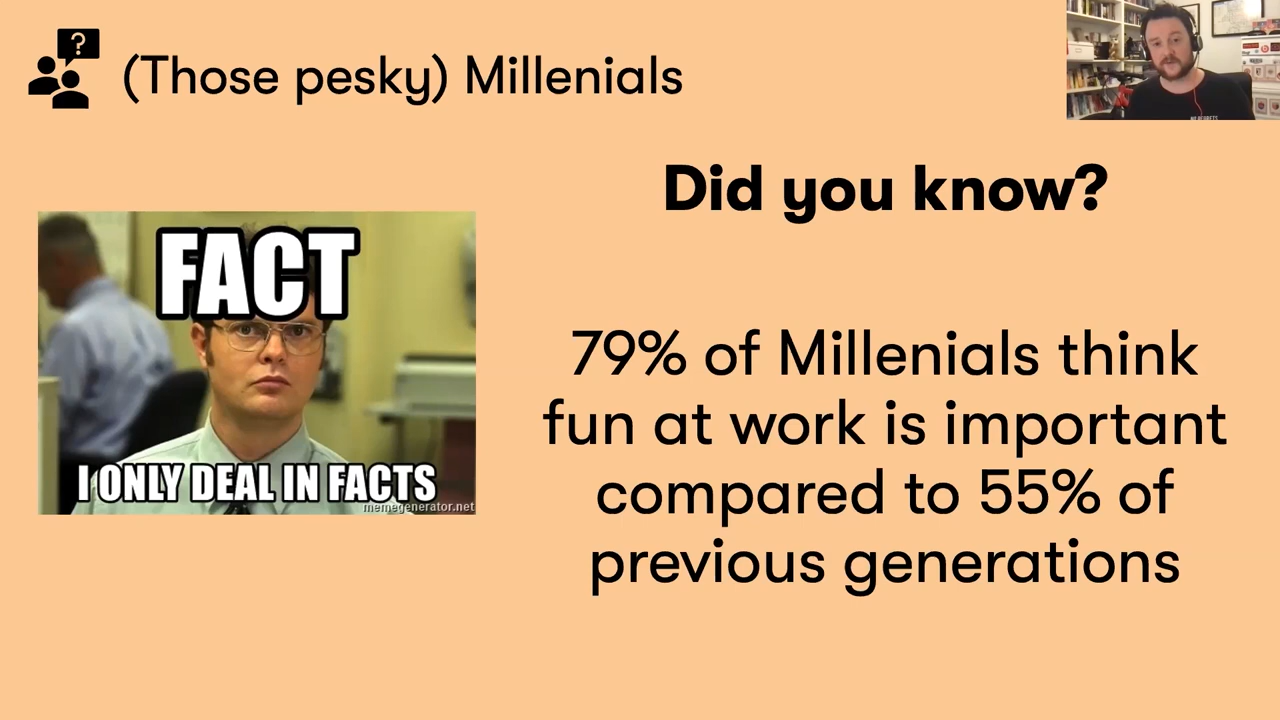 ?
(Those pesky) Millenials
Did you know?
FACT
I ONLY DEAL IN FACTS
memegenerator.net
79% of Millenials think
fun at work is important
compared to 55% of
previous generations